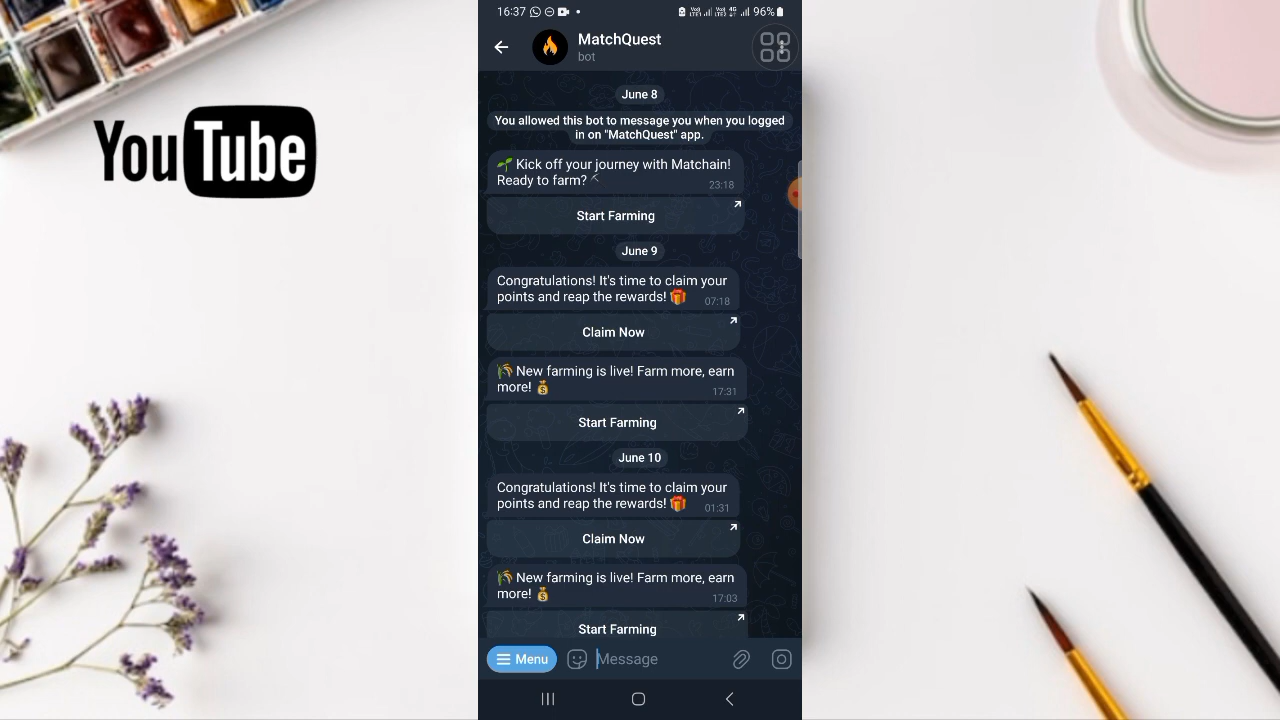 YouTube
16:37
96%
MatchQuest
bot
June 8
You allowed this bot to message you when you logged
in on "MatchQuest" app.
🌱 Kick off your journey with Matchain!
Ready to farm? ⛏
23:18
Start Farming
June 9
Congratulations! It's time to claim your
points and reap the rewards! 🎁
07:18
Claim Now
🌾 New farming is live! Farm more, earn
more! 💰
17:31
Start Farming
June 10
Congratulations! It's time to claim your
points and reap the rewards! 🎁
01:31
Claim Now
🌾 New farming is live! Farm more, earn
more! 💰
17:03
Start Farming
Menu
Message